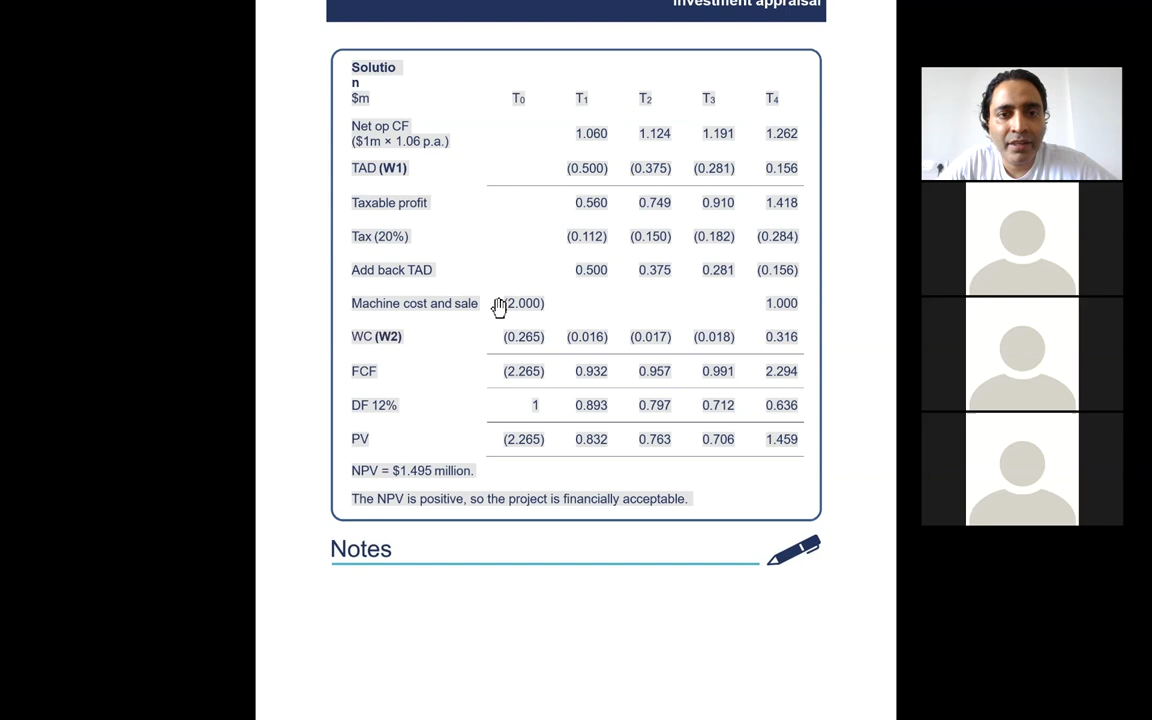 Investment appraisal
Solutio
n
$m T₀ T₁ T₂ T₃ T₄
Net op CF
($1m × 1.06 p.a.) 1.060 1.124 1.191 1.262
TAD (W1) (0.500) (0.375) (0.281) 0.156
Taxable profit 0.560 0.749 0.910 1.418
Tax (20%) (0.112) (0.150) (0.182) (0.284)
Add back TAD 0.500 0.375 0.281 (0.156)
Machine cost and sale (2.000) 1.000
WC (W2) (0.265) (0.016) (0.017) (0.018) 0.316
FCF (2.265) 0.932 0.957 0.991 2.294
DF 12% 1 0.893 0.797 0.712 0.636
PV (2.265) 0.832 0.763 0.706 1.459
NPV = $1.495 million.
The NPV is positive, so the project is financially acceptable.
Notes